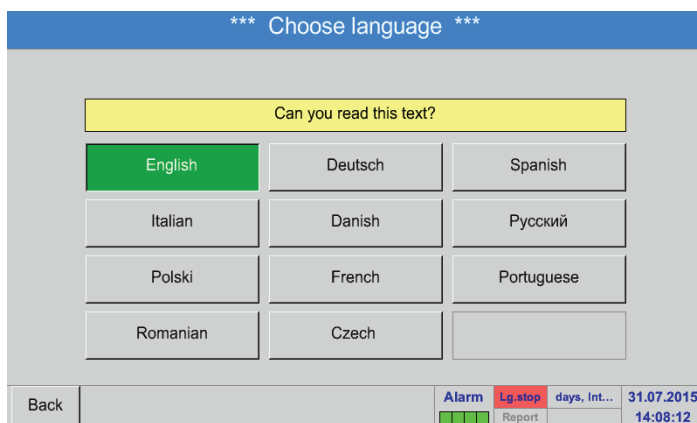 *** Choose language ***
Can you read this text?
English Deutsch Spanish
Italian Danish Русский
Polski French Portuguese
Romanian Czech
Back Alarm Lg.stop days, Int... 31.07.2015
Report 14:08:12